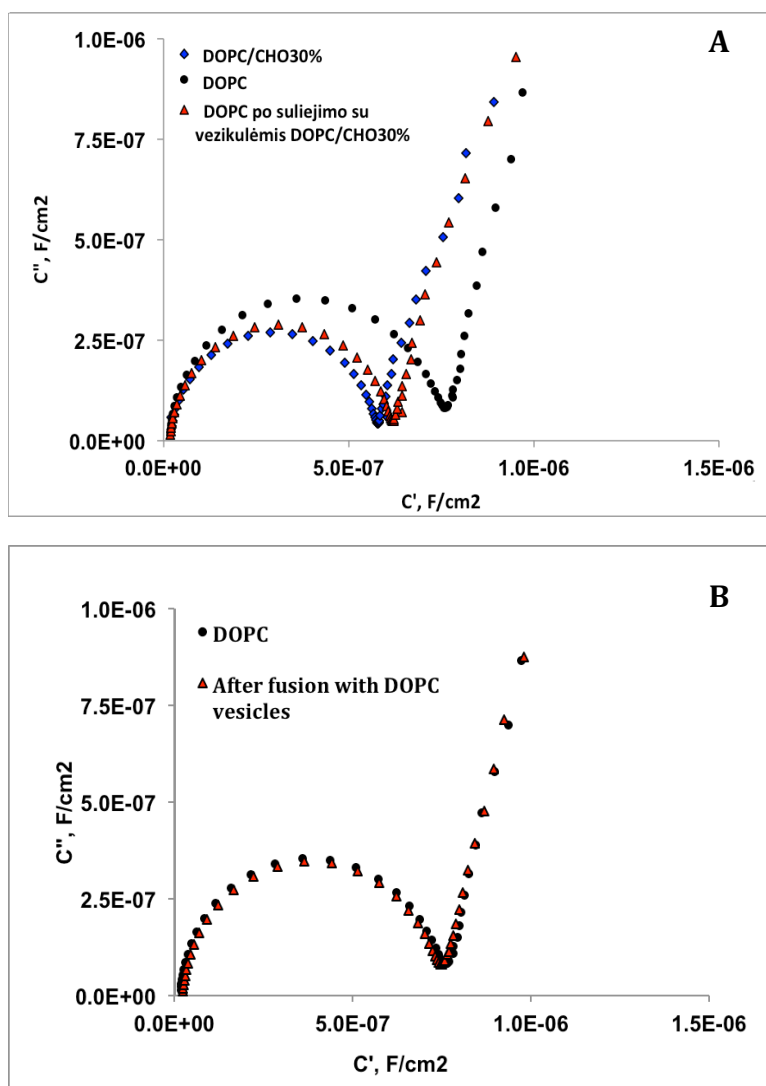 A
1.0E-06
7.5E-07
5.0E-07
2.5E-07
0.0E+00
C'', F/cm2
DOPC/CHO30%
DOPC
DOPC po suliejimo su
vezikulėmis DOPC/CHO30%
0.0E+00 5.0E-07 1.0E-06 1.5E-06
C', F/cm2
B
1.0E-06
7.5E-07
5.0E-07
2.5E-07
0.0E+00
C'', F/cm2
DOPC
After fusion with DOPC
vesicles
0.0E+00 5.0E-07 1.0E-06 1.5E-06
C', F/cm2